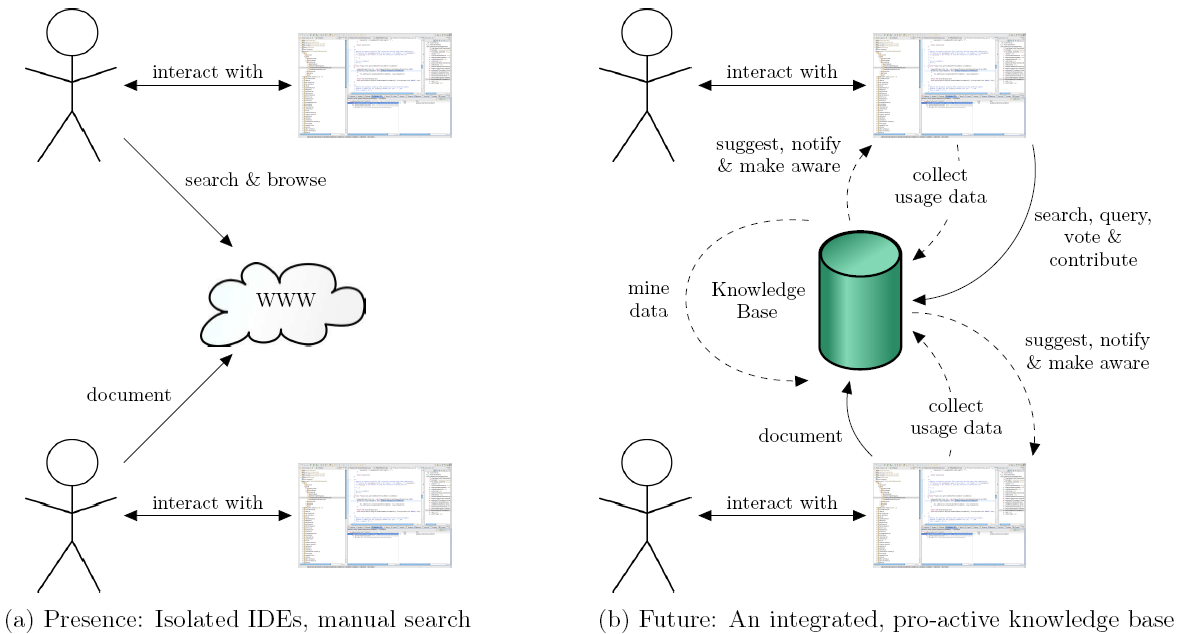 interact with
search & browse
WWW
document
interact with
(a) Presence: Isolated IDEs, manual search
interact with
suggest, notify
& make aware
collect
usage data
search, query,
vote &
contribute
mine
data
Knowledge
Base
suggest, notify
& make aware
collect
usage data
document
interact with
(b) Future: An integrated, pro-active knowledge base